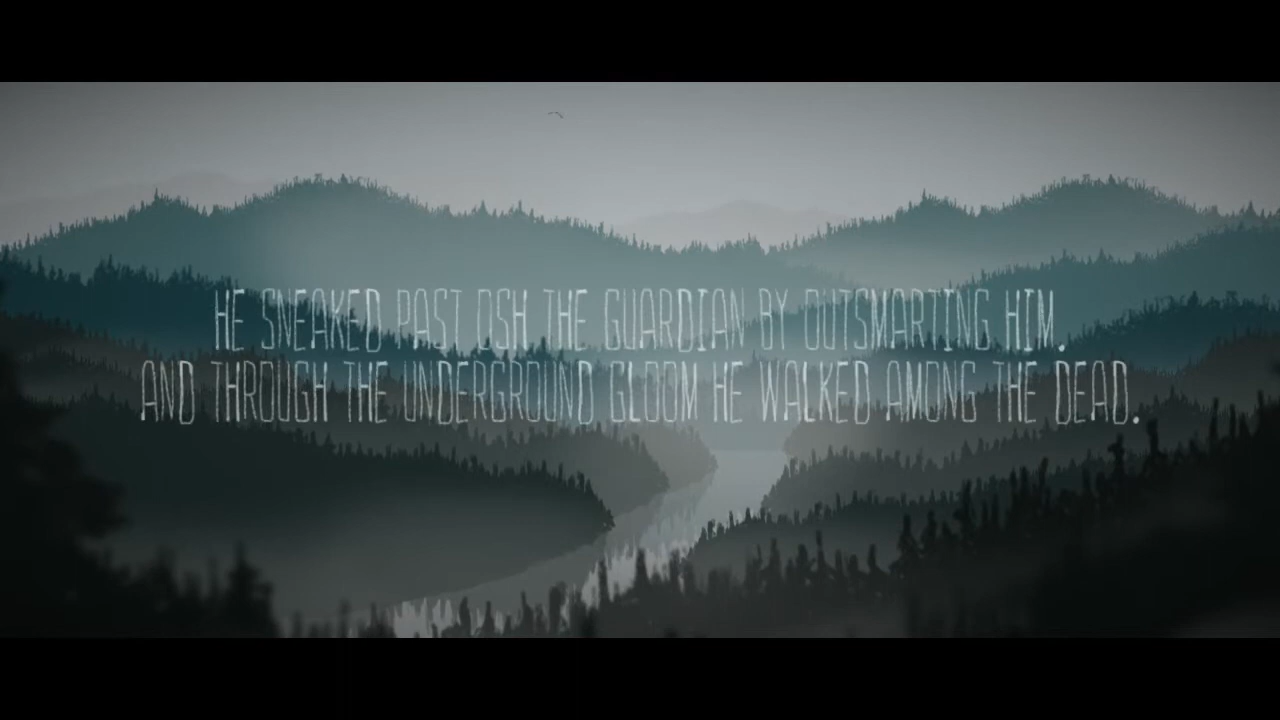 HE SNEAKED PAST OSH THE GUARDIAN BY OUTSMARTING HIM.
AND THROUGH THE UNDERGROUND GLOOM HE WALKED AMONG THE DEAD.